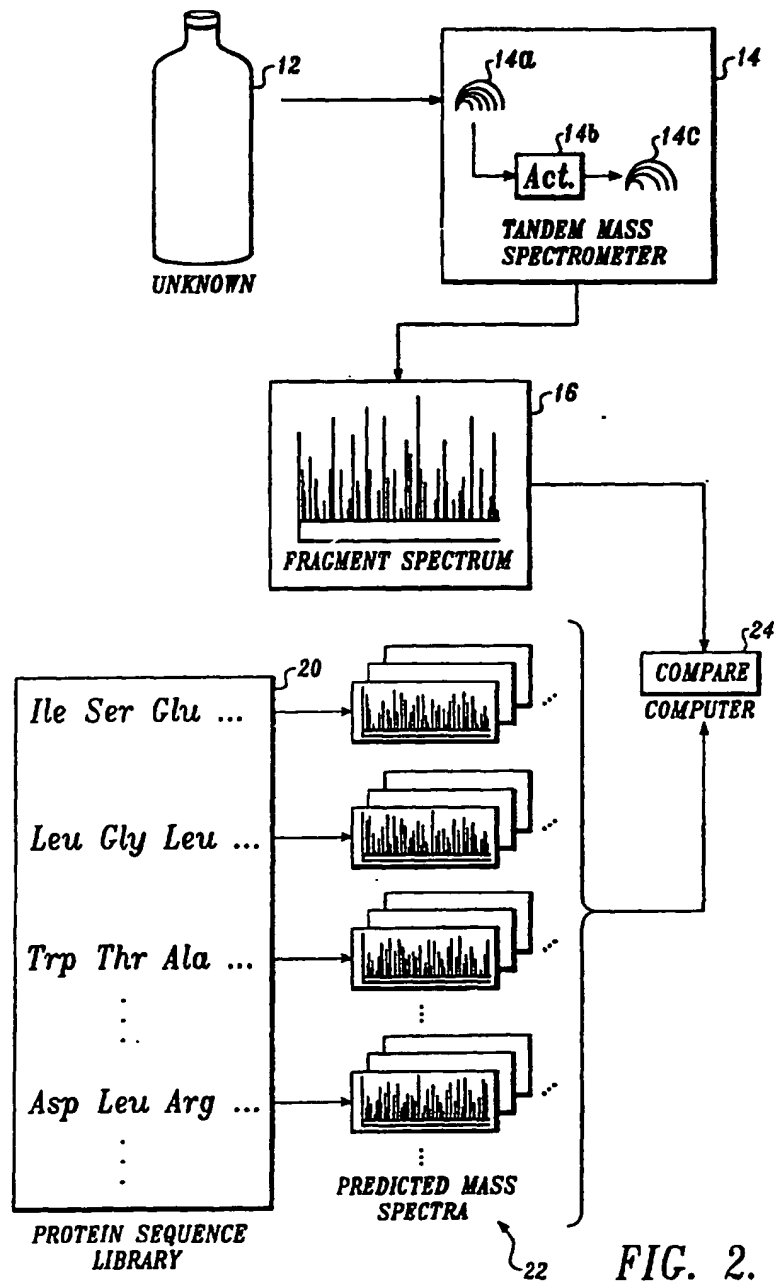 12
14a
14
14b
14c
Act.
TANDEM MASS
SPECTROMETER
UNKNOWN
16
FRAGMENT SPECTRUM
24
COMPARE
COMPUTER
20
Ile Ser Glu ...
Leu Gly Leu ...
Trp Thr Ala ...
Asp Leu Arg ...
PREDICTED MASS
SPECTRA
22
PROTEIN SEQUENCE
LIBRARY
FIG. 2.